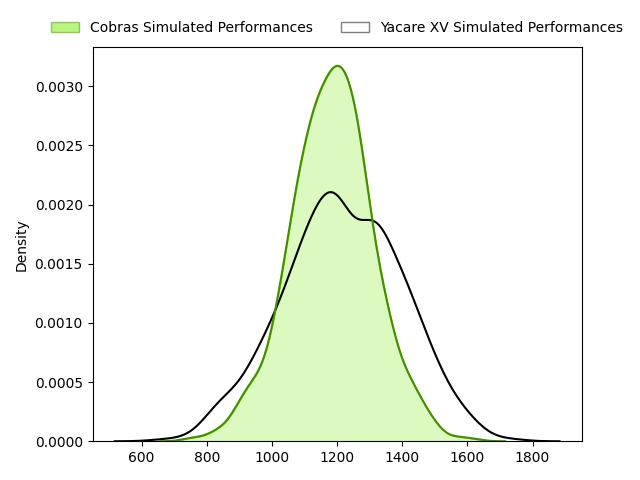 Cobras Simulated Performances
Yacare XV Simulated Performances
0.0030
0.0025
0.0020
0.0015
0.0010
0.0005
0.0000
Density
600 800 1000 1200 1400 1600 1800